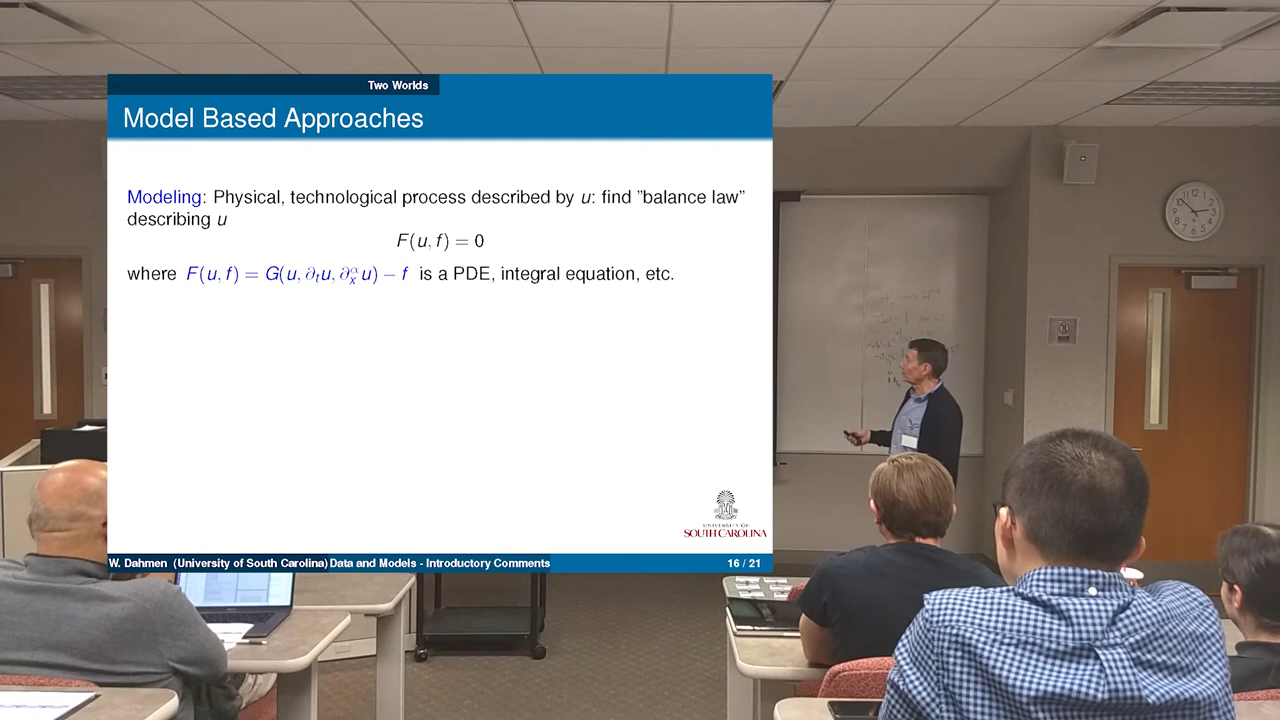 Two Worlds
Model Based Approaches
Modeling: Physical, technological process described by u: find ”balance law”
describing u
F(u, f) = 0
where F(u, f) = G(u, ∂ₜu, ∂ₓᵅu) − f is a PDE, integral equation, etc.
UNIVERSITY OF
SOUTH CAROLINA
W. Dahmen (University of South Carolina) Data and Models - Introductory Comments 16 / 21